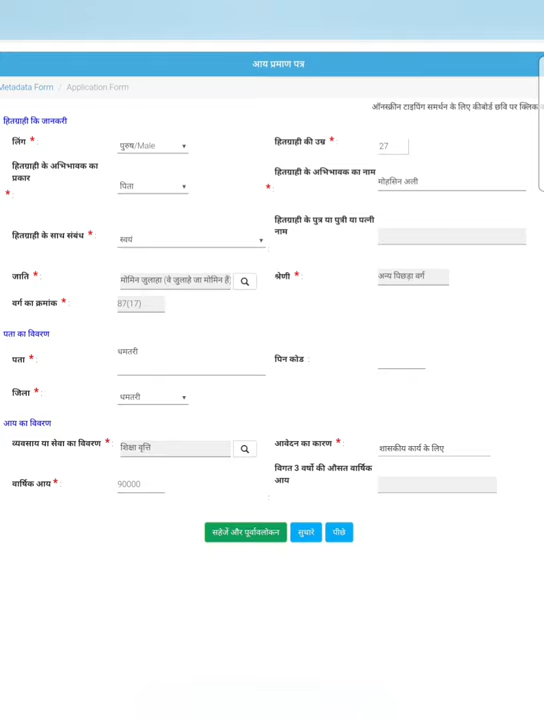 आय प्रमाण पत्र
Metadata Form / Application Form
ऑनस्क्रीन टाइपिंग समर्थन के लिए कीबोर्ड छवि पर क्लिक
हितग्राही कि जानकरी
लिंग * : पुरुष/Male हितग्राही की उम्र * : 27
हितग्राही के अभिभावक का प्रकार * : पिता हितग्राही के अभिभावक का नाम * : मोहसिन अली
हितग्राही के साथ संबंध * : स्वयं हितग्राही के पुत्र या पुत्री या पत्नी नाम :
जाति * : मोमिन जुलाहा (वे जुलाहे जा मोमिन हैं) श्रेणी * : अन्य पिछड़ा वर्ग
वर्ग का क्रमांक * : 87(17)
पता का विवरण
पता * : धमतरी पिन कोड :
जिला * : धमतरी
आय का विवरण
व्यवसाय या सेवा का विवरण * : शिक्षा वृत्ति आवेदन का कारण * : शासकीय कार्य के लिए
वार्षिक आय * : 90000 विगत 3 वर्षो की औसत वार्षिक आय :
सहेजें और पूर्वावलोकन सुधारे पीछे